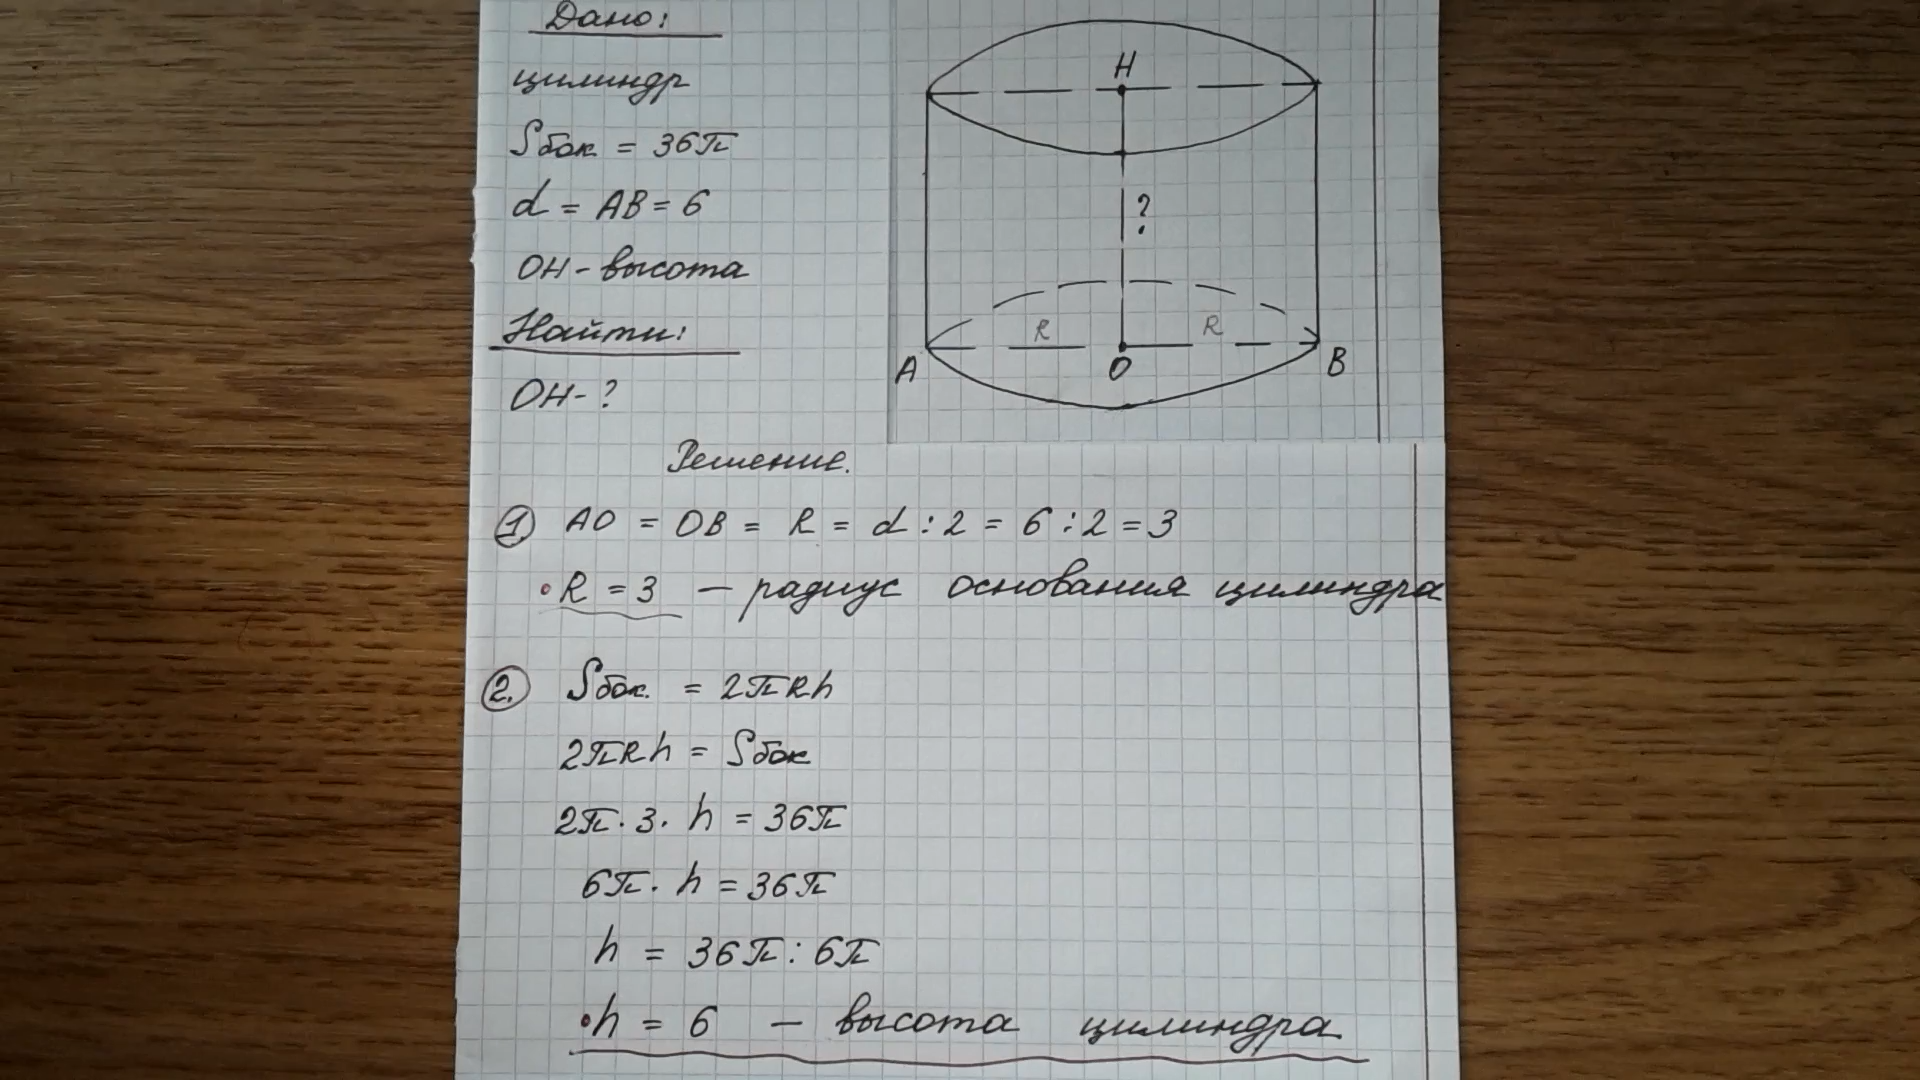 Дано:
цилиндр
Sбок. = 36π
d = AB = 6
OH - высота
Найти:
OH - ?
H
?
R R
A O B
Решение.
1) AO = OB = R = d : 2 = 6 : 2 = 3
• R = 3 — радиус основания цилиндра
2. Sбок. = 2πRh
2πRh = Sбок
2π · 3 · h = 36π
6π · h = 36π
h = 36π : 6π
• h = 6 — высота цилиндра